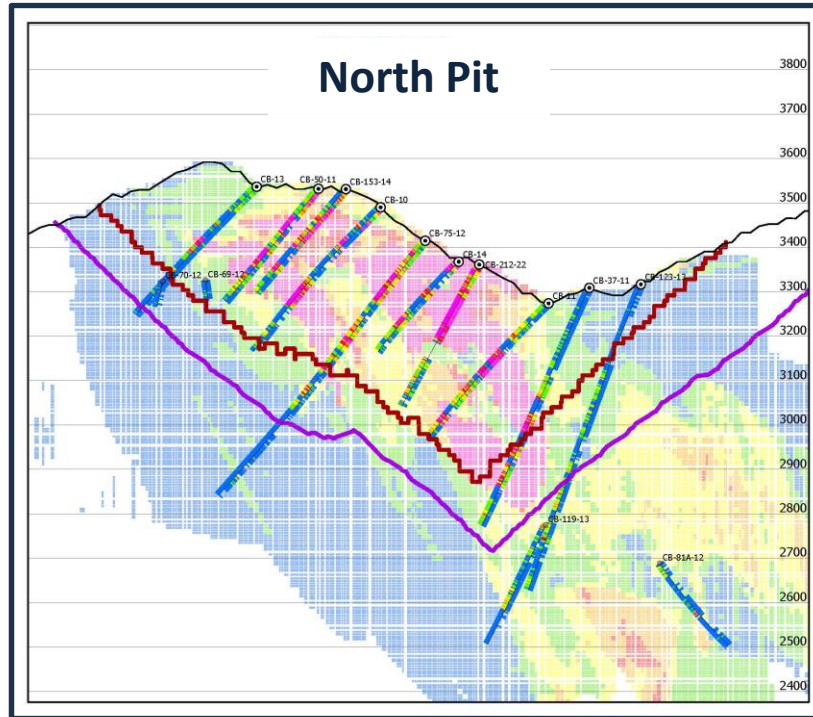 North Pit
3800
3700
3600
CB-13
CB-50-11
CB-153-14
3500
CB-10
CB-75-12
3400
CB-14
CB-212-22
CB-70-12
CB-69-12
CB-37-11
CB-123-13
3300
CB-11
3200
3100
3000
2900
2800
CB-119-13
2700
CB-81A-12
2600
2500
2400